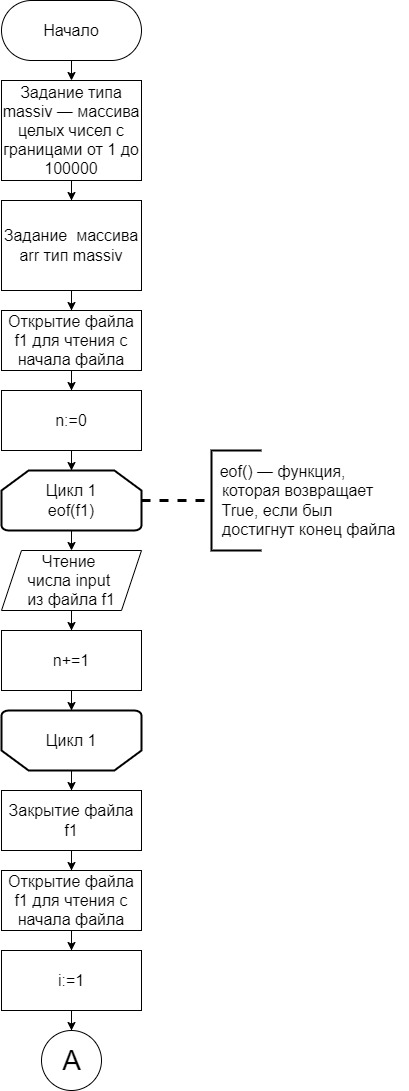 Начало
Задание типа
massiv — массива
целых чисел с
границами от 1 до
100000
Задание массива
arr тип massiv
Открытие файла
f1 для чтения с
начала файла
n:=0
Цикл 1
eof(f1)
eof() — функция,
которая возвращает
True, если был
достигнут конец файла
Чтение
числа input
из файла f1
n+=1
Цикл 1
Закрытие файла
f1
Открытие файла
f1 для чтения с
начала файла
i:=1
A